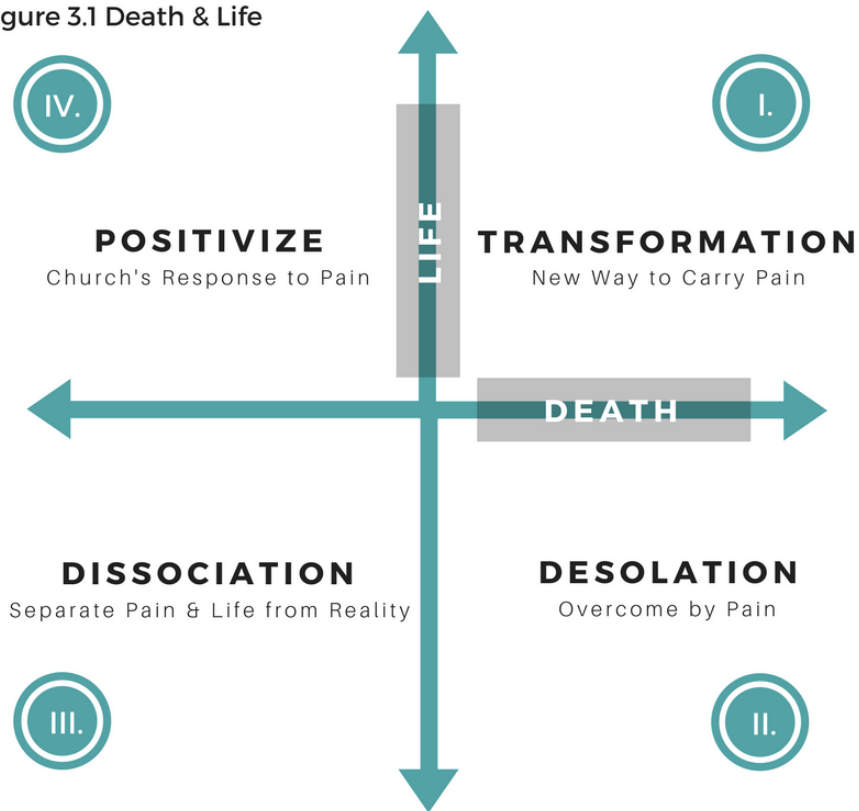 gure 3.1 Death & Life
IV.
I.
POSITIVIZE
Church's Response to Pain
LIFE
TRANSFORMATION
New Way to Carry Pain
DEATH
DISSOCIATION
Separate Pain & Life from Reality
DESOLATION
Overcome by Pain
III.
II.